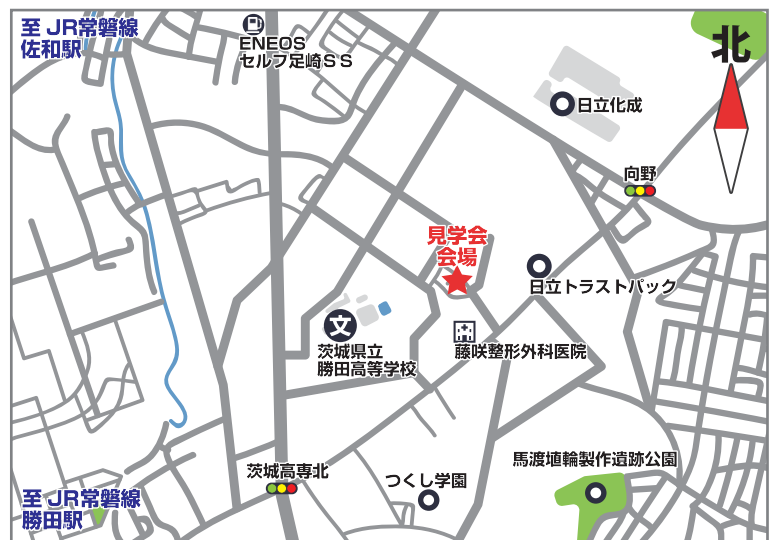 至JR常磐線
佐和駅
ENEOS
セルフ足崎SS
北
日立化成
向野
見学会
会場
日立トラストパック
文
茨城県立
勝田高等学校
藤咲整形外科医院
茨城高専北
つくし学園
馬渡埴輪製作遺跡公園
至JR常磐線
勝田駅